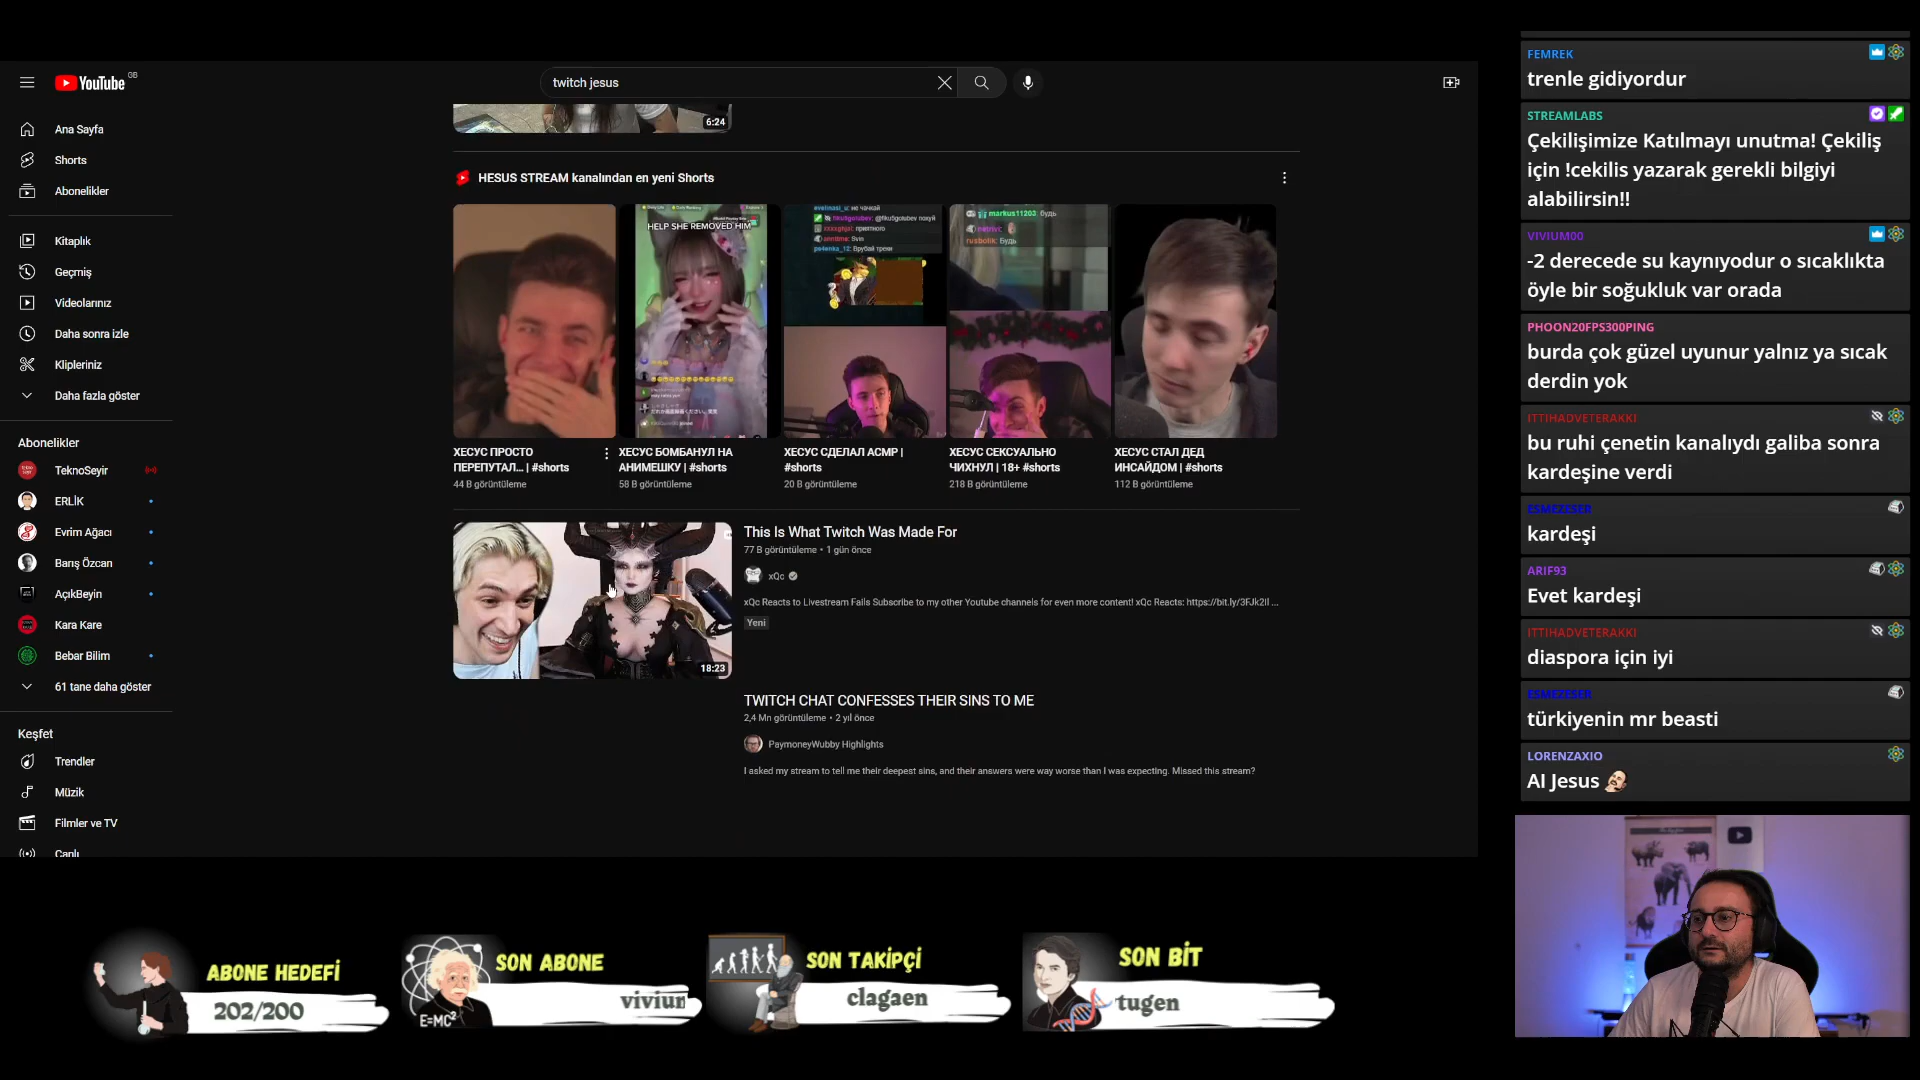 YouTube GB
twitch jesus
Ana Sayfa
Shorts
Abonelikler
Kitaplık
Geçmiş
Videolarınız
Daha sonra izle
Klipleriniz
Daha fazla göster
Abonelikler
TeknoSeyir
ERLİK
Evrim Ağacı
Barış Özcan
AçıkBeyin
Kara Kare
Bebar Bilim
61 tane daha göster
Keşfet
Trendler
Müzik
Filmler ve TV
Canlı
6:24
HESUS STREAM kanalından en yeni Shorts
HELP SHE REMOVED HIM
markus11203: будь
rusbolik: Будь
ХЕСУС ПРОСТО
ПЕРЕПУТАЛ... | #shorts
44 B görüntüleme
ХЕСУС БОМБАНУЛ НА
АНИМЕШКУ | #shorts
58 B görüntüleme
ХЕСУС СДЕЛАЛ АСМР |
#shorts
20 B görüntüleme
ХЕСУС СЕКСУАЛЬНО
ЧИХНУЛ | 18+ #shorts
218 B görüntüleme
ХЕСУС СТАЛ ДЕД
ИНСАЙДОМ | #shorts
112 B görüntüleme
18:23
This Is What Twitch Was Made For
77 B görüntüleme • 1 gün önce
xQc
xQc Reacts to Livestream Fails Subscribe to my other Youtube channels for even more content! xQc Reacts: https://bit.ly/3FJk2Il ...
Yeni
TWITCH CHAT CONFESSES THEIR SINS TO ME
2,4 Mn görüntüleme • 2 yıl önce
PaymoneyWubby Highlights
I asked my stream to tell me their deepest sins, and their answers were way worse than I was expecting. Missed this stream?
FEMREK
trenle gidiyordur
STREAMLABS
Çekilişimize Katılmayı unutma! Çekiliş
için !cekilis yazarak gerekli bilgiyi
alabilirsin!!
VIVIUM00
-2 derecede su kaynıyodur o sıcaklıkta
öyle bir soğukluk var orada
PHOON20FPS300PING
burda çok güzel uyunur yalnız ya sıcak
derdin yok
ITTIHADVETERAKKI
bu ruhi çenetin kanalıydı galiba sonra
kardeşine verdi
ESMEZESER
kardeşi
ARIF93
Evet kardeşi
ITTIHADVETERAKKI
diaspora için iyi
ESMEZESER
türkiyenin mr beasti
LORENZAXIO
AI Jesus
ABONE HEDEFİ
202/200
SON ABONE
E=MC²
SON TAKİPÇİ
clagaen
SON BİT
tugen